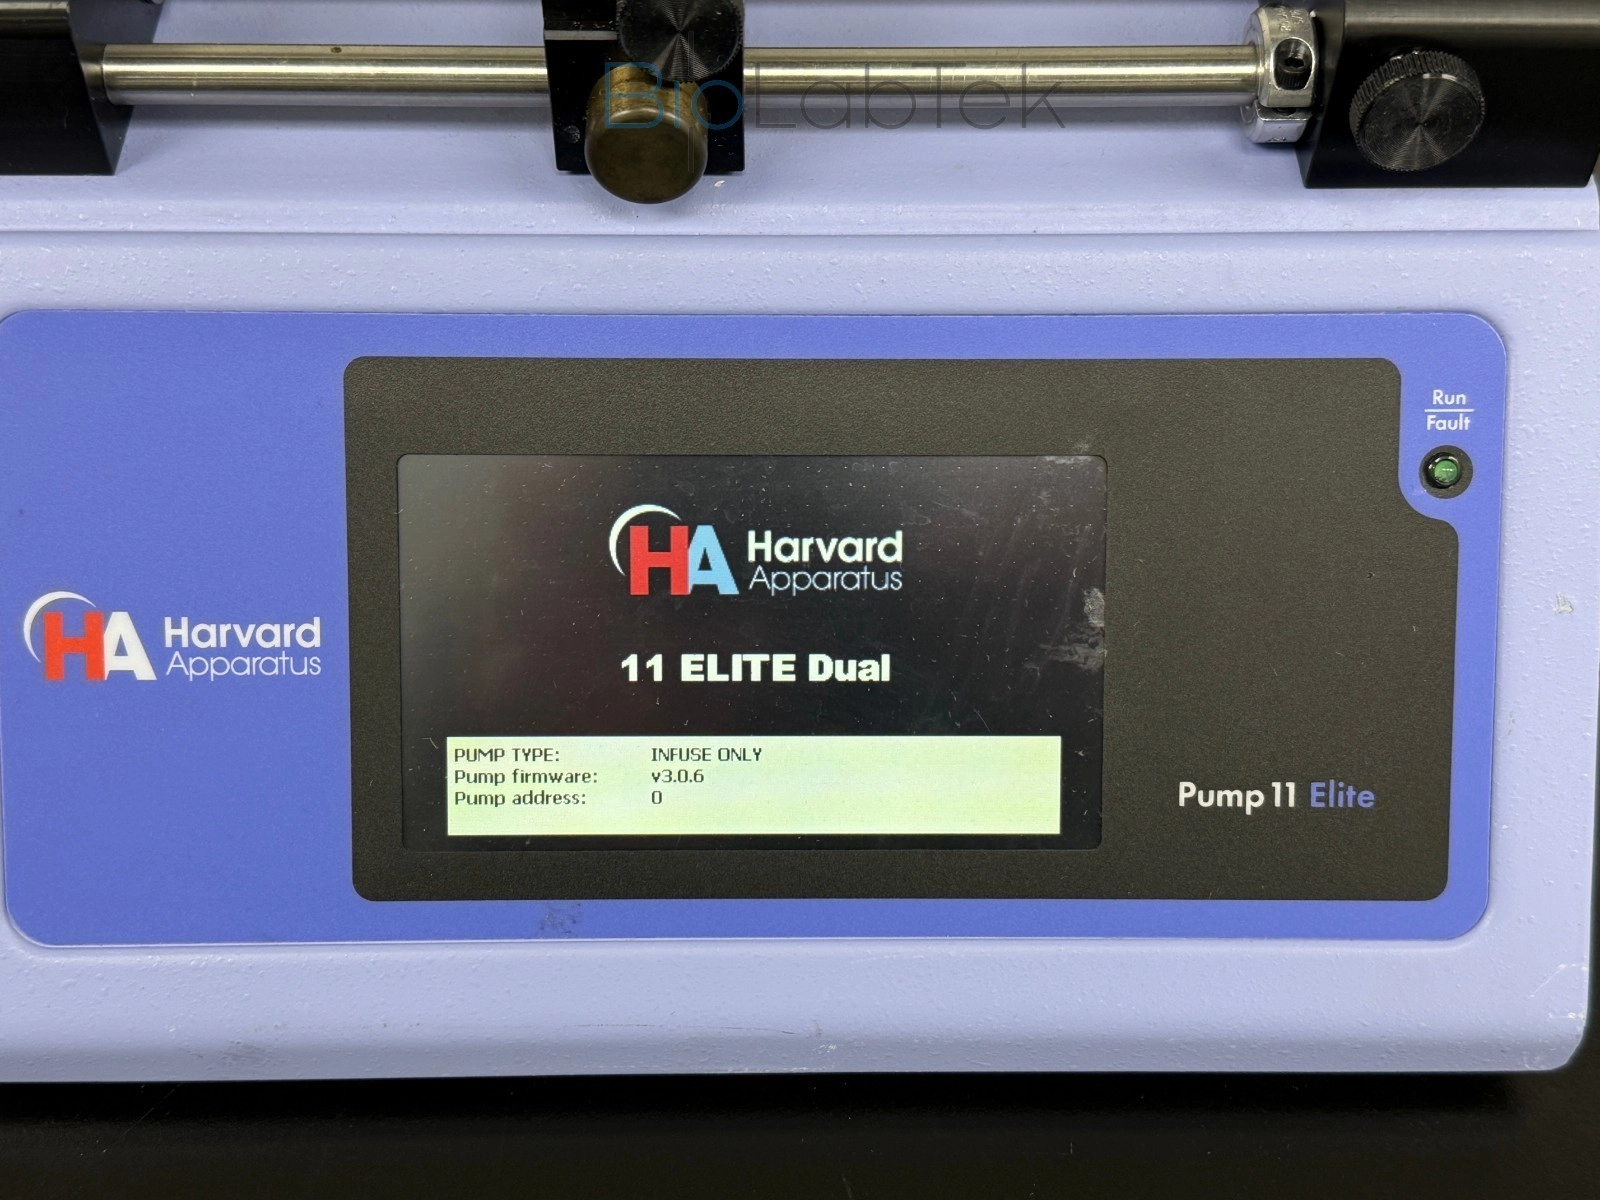 BioLabTek
Run
Fault
HA Harvard
Apparatus
11 ELITE Dual
HA Harvard
Apparatus
PUMP TYPE: INFUSE ONLY
Pump firmware: v3.0.6
Pump address: 0
Pump 11 Elite